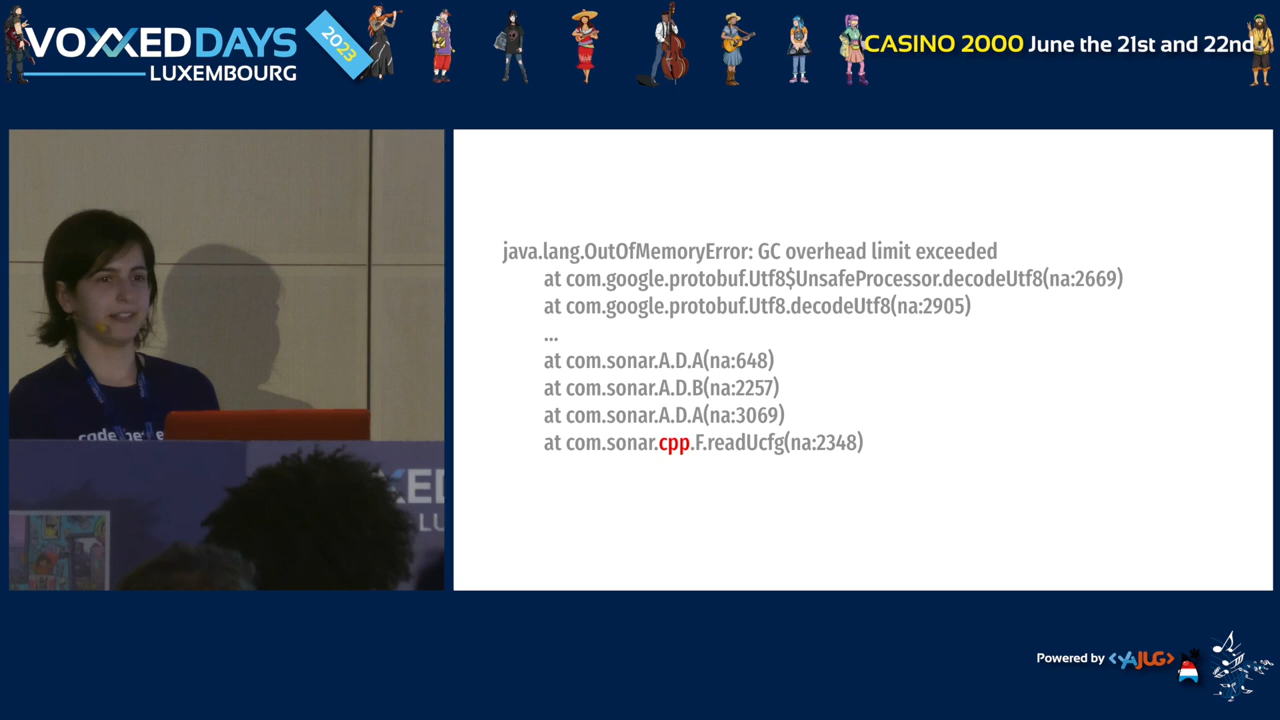 VOXXED DAYS
LUXEMBOURG
2023
CASINO 2000 June the 21st and 22nd
java.lang.OutOfMemoryError: GC overhead limit exceeded
at com.google.protobuf.Utf8$UnsafeProcessor.decodeUtf8(na:2669)
at com.google.protobuf.Utf8.decodeUtf8(na:2905)
...
at com.sonar.A.D.A(na:648)
at com.sonar.A.D.B(na:2257)
at com.sonar.A.D.A(na:3069)
at com.sonar.cpp.F.readUcfg(na:2348)
ED
LU
Powered by <YAJUG>